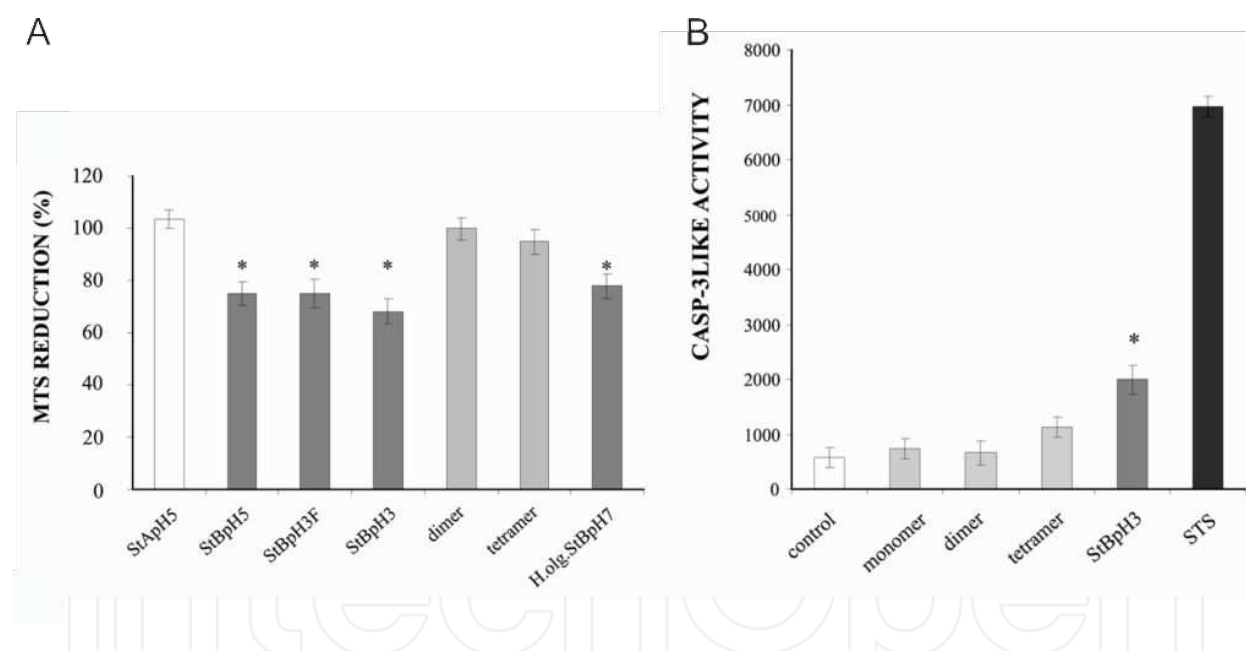 A
MTS REDUCTION (%)
120
100
80
60
40
20
0
*
*
*
*
StApH5
StBpH5
StBpH3F
StBpH3
dimer
tetramer
H.olg.StBpH7
B
CASP-3LIKE ACTIVITY
8000
7000
6000
5000
4000
3000
2000
1000
0
*
control
monomer
dimer
tetramer
StBpH3
STS
intechopen